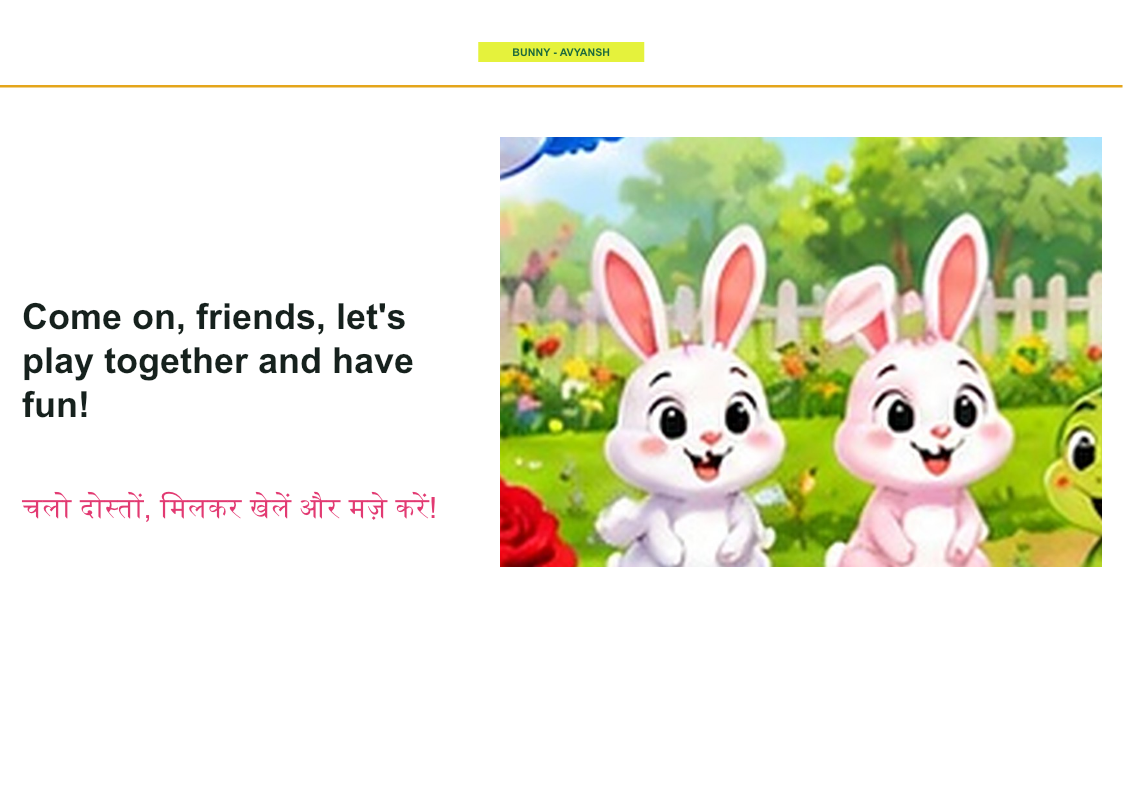 BUNNY - AVYANSH
Come on, friends, let's
play together and have
fun!
चलो दोस्तों, मिलकर खेलें और मज़े करें!